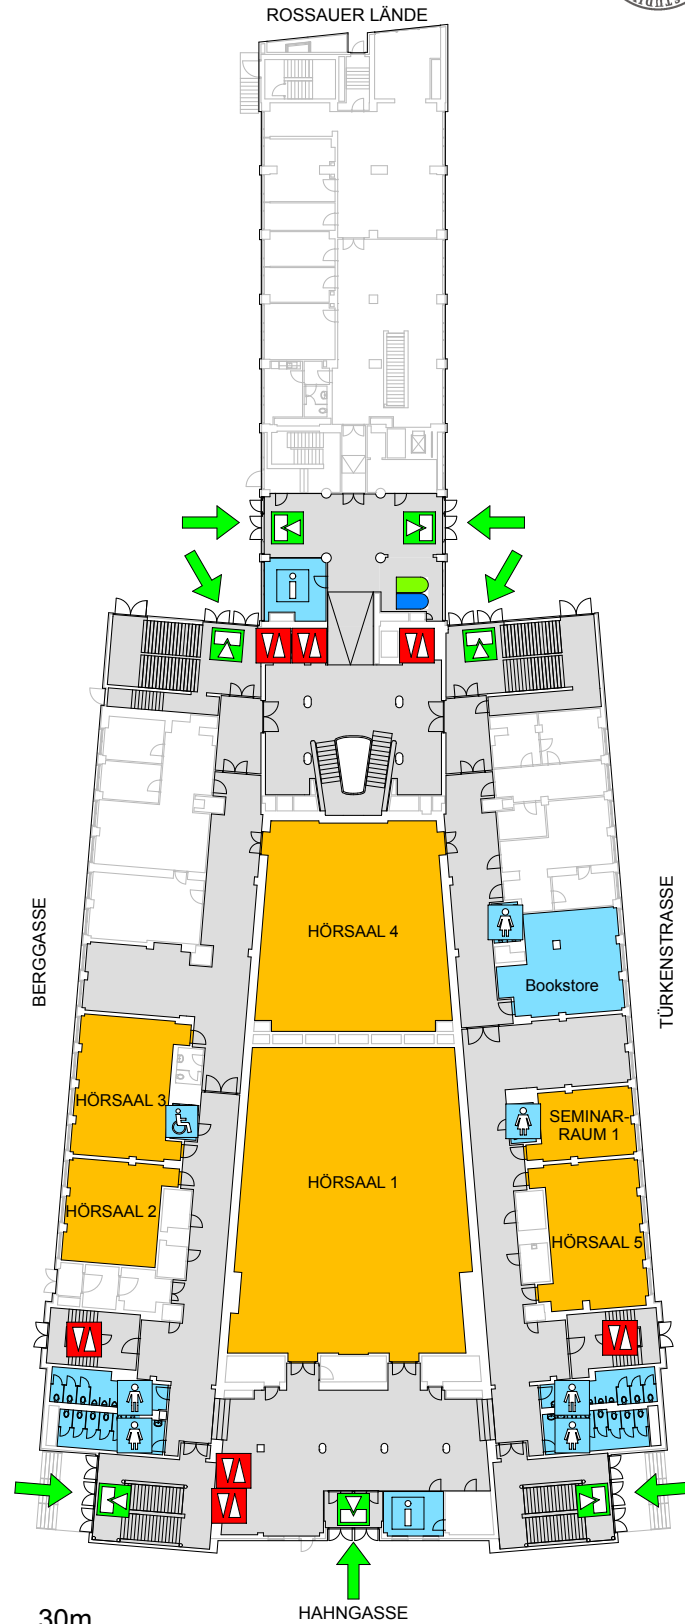 ROSSAUER LÄNDE
HÖRSAAL 4
BERGGASSE
TÜRKENSTRASSE
Bookstore
HÖRSAAL 3
SEMINAR-
RAUM 1
HÖRSAAL 1
HÖRSAAL 2
HÖRSAAL 5
HAHNGASSE
30m